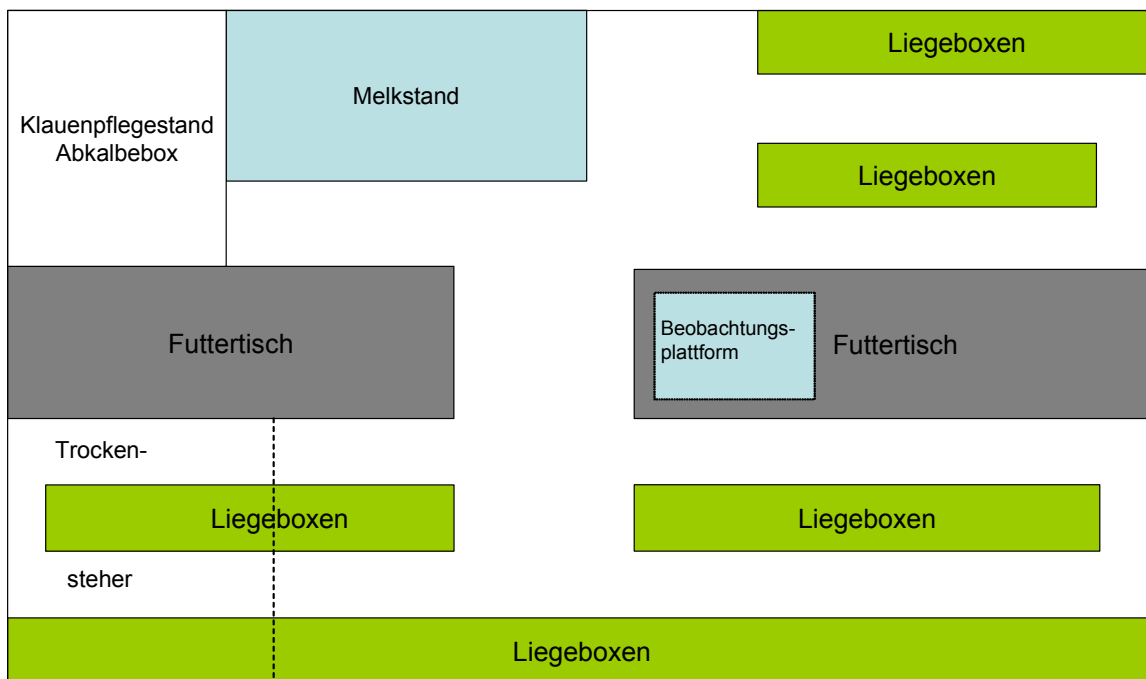 Liegeboxen
Melkstand
Klauenpflegestand
Abkalbebox
Liegeboxen
Futtertisch
Beobachtungs-
plattform
Futtertisch
Trocken-
Liegeboxen
Liegeboxen
steher
Liegeboxen